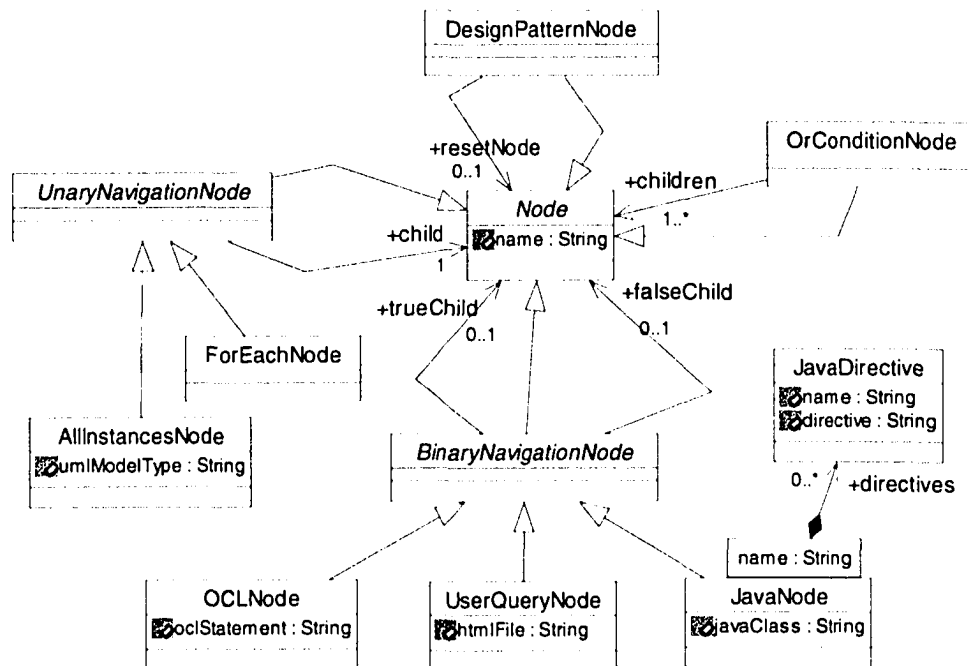 DesignPatternNode
+resetNode
0..1
OrConditionNode
UnaryNavigationNode
+children
1..*
Node
name : String
+child
1
+trueChild
0..1
+falseChild
0..1
ForEachNode
JavaDirective
name : String
directive : String
AllInstancesNode
umlModelType : String
BinaryNavigationNode
0..*
+directives
name : String
OCLNode
oclStatement : String
UserQueryNode
htmlFile : String
JavaNode
javaClass : String